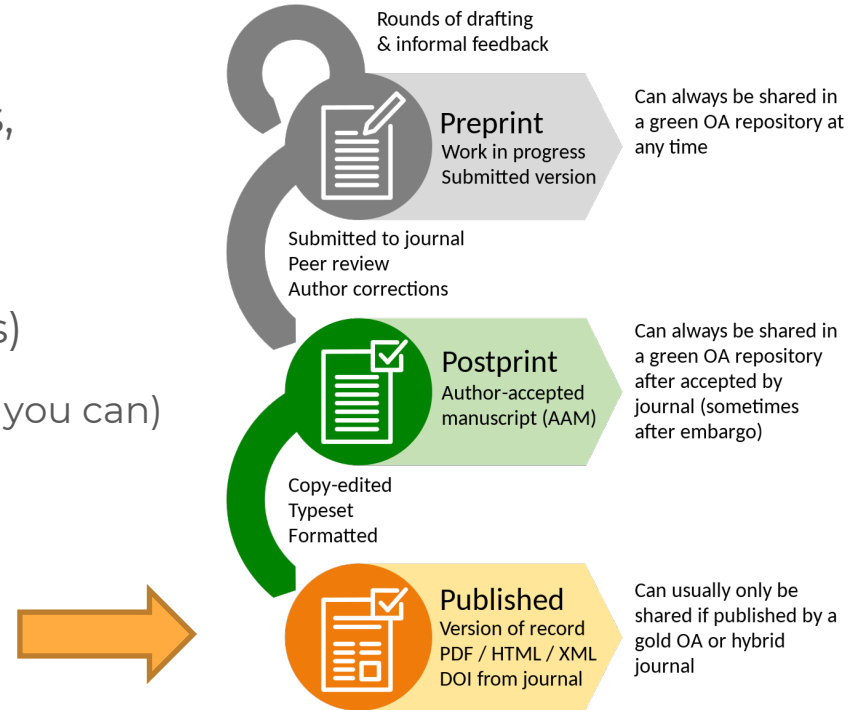 s,
s)
you can)
Rounds of drafting
& informal feedback
Preprint
Work in progress
Submitted version
Can always be shared in
a green OA repository at
any time
Submitted to journal
Peer review
Author corrections
Postprint
Author-accepted
manuscript (AAM)
Can always be shared in
a green OA repository
after accepted by
journal (sometimes
after embargo)
Copy-edited
Typeset
Formatted
Published
Version of record
PDF / HTML / XML
DOI from journal
Can usually only be
shared if published by a
gold OA or hybrid
journal